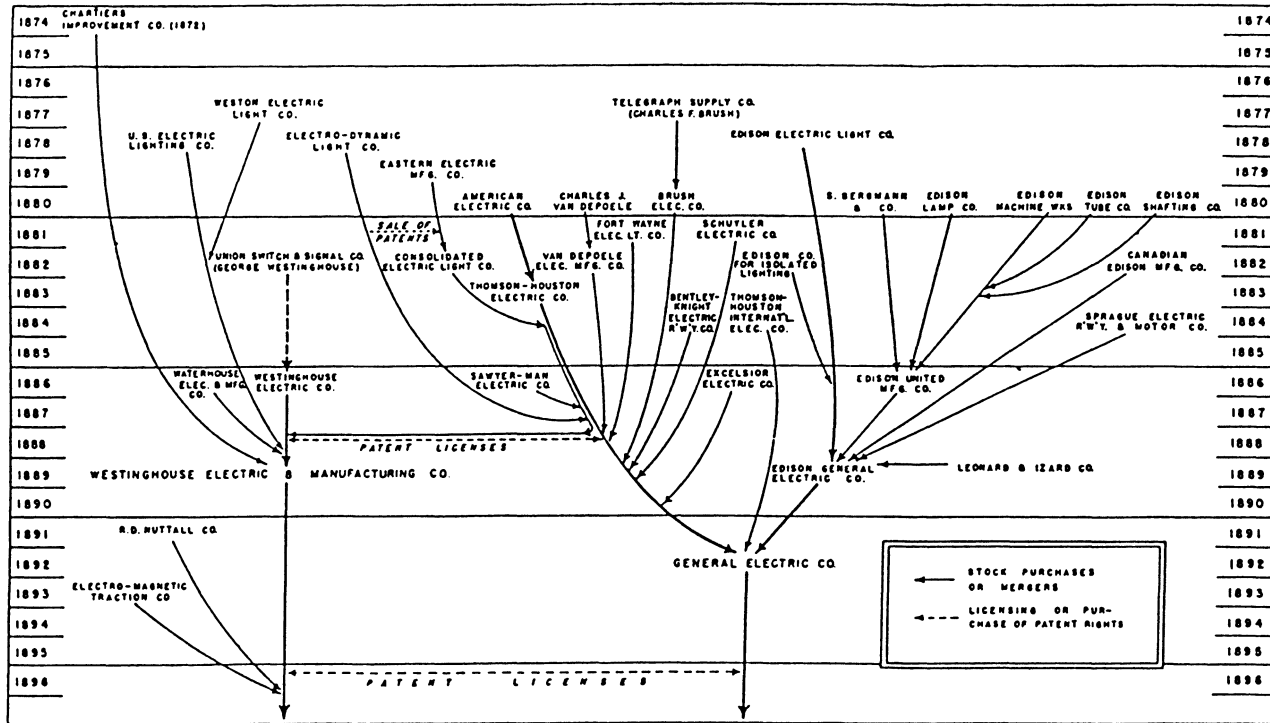 1874
CHARTIERS
IMPROVEMENT CO. (1872)
1874
1875
1875
1876
1876
WESTON ELECTRIC
LIGHT CO.
TELEGRAPH SUPPLY CO.
(CHARLES F. BRUSH)
1877
1877
U.S. ELECTRIC
LIGHTING CO.
ELECTRO-DYNAMIC
LIGHT CO.
EDISON ELECTRIC LIGHT CO.
1878
1878
EASTERN ELECTRIC
MFG. CO.
1879
1879
AMERICAN
ELECTRIC CO.
CHARLES J.
VAN DEPOELE
BRUSH
ELEC. CO.
S. BERGMANN
& CO.
EDISON
LAMP CO.
EDISON
MACHINE WKS
EDISON
TUBE CO.
EDISON
SHAFTING CO.
1880
1880
SALE OF
PATENTS
FORT WAYNE
ELEC. LT. CO.
SCHUYLER
ELECTRIC CO.
1881
1881
UNION SWITCH & SIGNAL CO.
(GEORGE WESTINGHOUSE)
CONSOLIDATED
ELECTRIC LIGHT CO.
VAN DEPOELE
ELEC. MFG. CO.
EDISON CO.
FOR ISOLATED
LIGHTING
CANADIAN
EDISON MFG. CO.
1882
1882
THOMSON-HOUSTON
ELECTRIC CO.
1883
1883
BENTLEY-
KNIGHT
ELECTRIC
R'W'Y. CO.
THOMSON-
HOUSTON
INTERNAT'L
ELEC. CO.
SPRAGUE ELECTRIC
R'W'Y. & MOTOR CO.
1884
1884
1885
1885
WATERHOUSE
ELEC. & MFG.
CO.
WESTINGHOUSE
ELECTRIC CO.
SAWYER-MAN
ELECTRIC CO.
EXCELSIOR
ELECTRIC CO.
EDISON UNITED
MFG. CO.
1886
1886
1887
1887
PATENT LICENSES
1888
1888
WESTINGHOUSE ELECTRIC & MANUFACTURING CO.
EDISON GENERAL
ELECTRIC CO.
LEONARD & IZARD CO.
1889
1889
1890
1890
R.D. NUTTALL CO.
1891
1891
GENERAL ELECTRIC CO.
1892
1892
ELECTRO-MAGNETIC
TRACTION CO
1893
1893
STOCK PURCHASES
OR MERGERS
LICENSING OR PUR-
CHASE OF PATENT RIGHTS
1894
1894
1895
1895
PATENT LICENSES
1896
1896